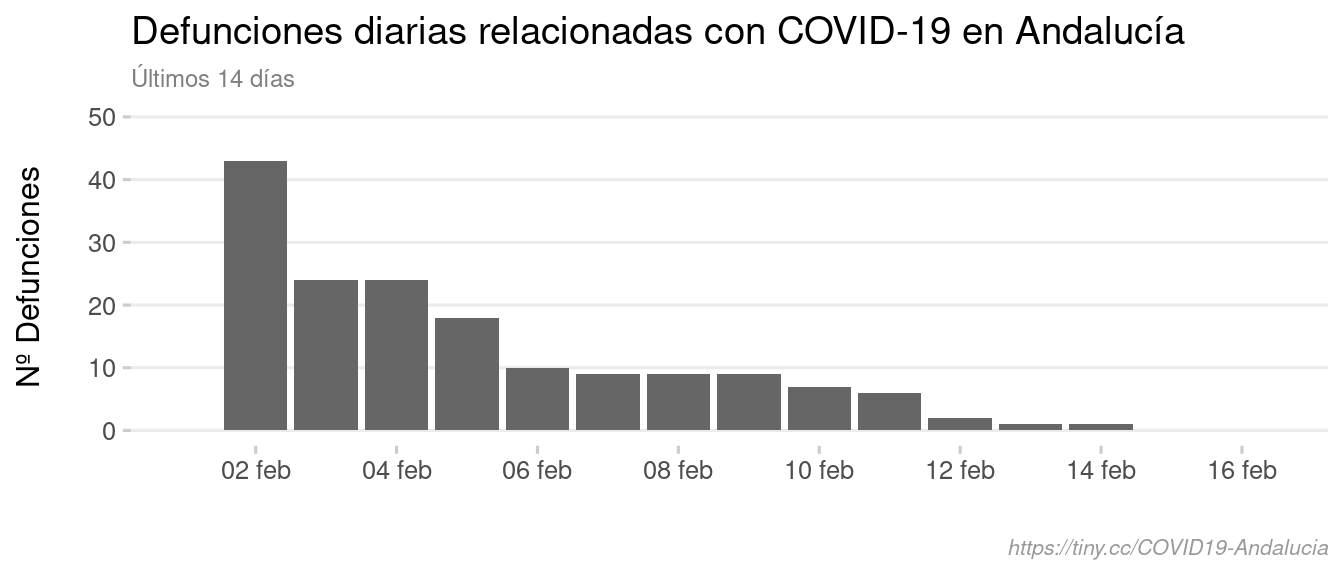 Defunciones diarias relacionadas con COVID-19 en Andalucía
Últimos 14 días
Nº Defunciones
50
40
30
20
10
0
02 feb 04 feb 06 feb 08 feb 10 feb 12 feb 14 feb 16 feb
https://tiny.cc/COVID19-Andalucia